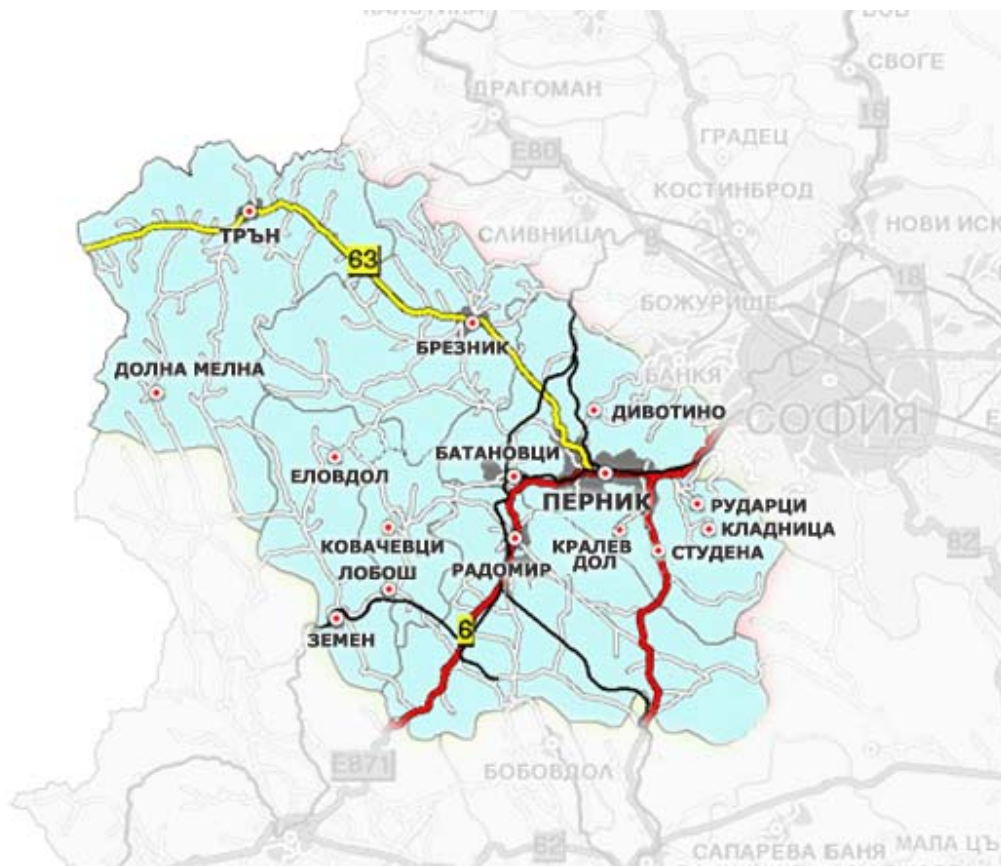 СВОГЕ
ДРАГОМАН
16
ГРАДЕЦ
E80
КОСТИНБРОД
НОВИ ИСК
СЛИВНИЦА
ТРЪН
8
63
18
БОЖУРИЩЕ
БРЕЗНИК
ДОЛНА МЕЛНА
БАНКЯ
ДИВОТИНО
СОФИЯ
БАТАНОВЦИ
ЕЛОВДОЛ
ПЕРНИК
РУДАРЦИ
КЛАДНИЦА
КОВАЧЕВЦИ
КРАЛЕВ
ДОЛ
СТУДЕНА
82
ЛОБОШ
РАДОМИР
ЗЕМЕН
6
E871
БОБОВДОЛ
62
САПАРЕВА БАНЯ
МАЛА ЦЪ